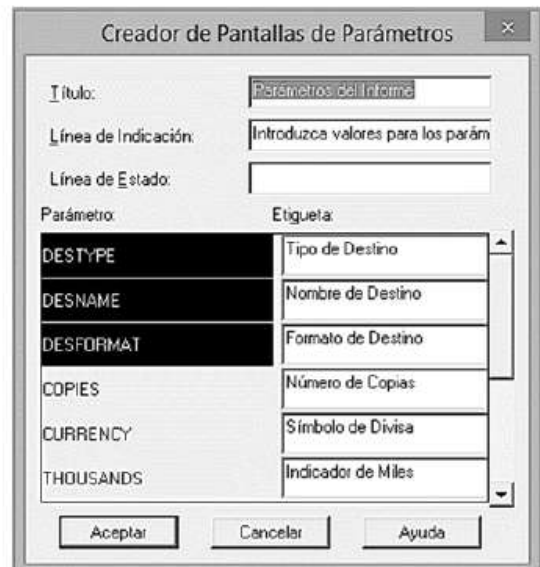 Creador de Pantallas de Parámetros
Título: Parámetros del Informe
Línea de Indicación: Introduzca valores para los parám
Línea de Estado:
Parámetro: Etiqueta:
DESTYPE Tipo de Destino
DESNAME Nombre de Destino
DESFORMAT Formato de Destino
COPIES Número de Copias
CURRENCY Símbolo de Divisa
THOUSANDS Indicador de Miles
Aceptar Cancelar Ayuda